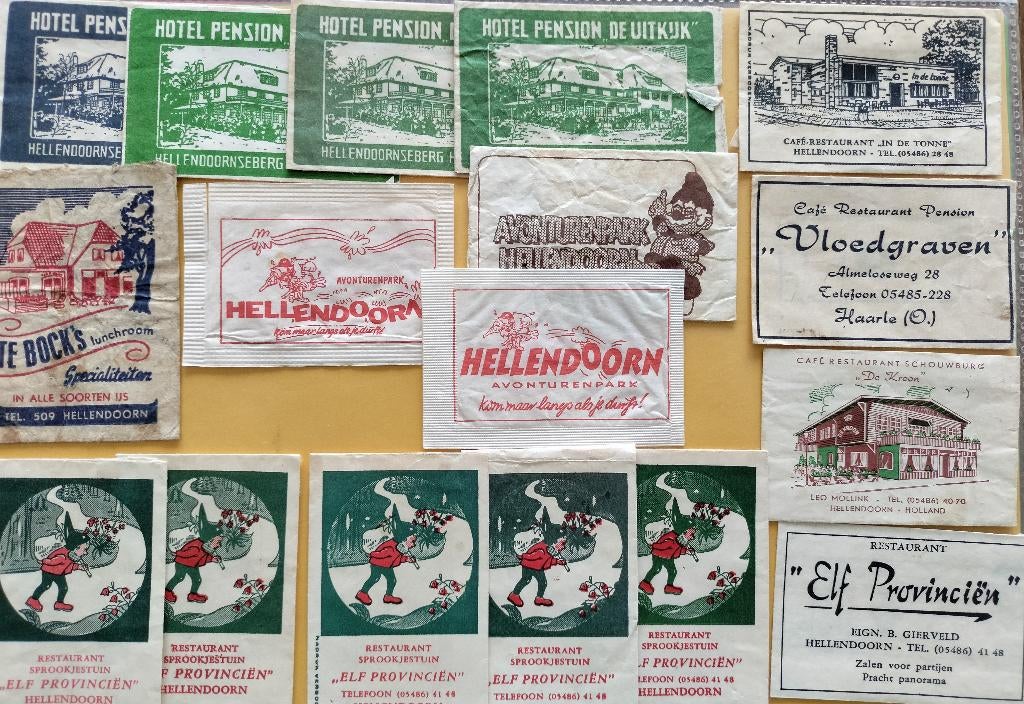 HOTEL PENS
HELLENDOORNSE
HOTEL PENSION
HELLENDOORNSEBERG
HOTEL PENSION,
HELLENDOORNSEBERG H
HOTEL PENSION „DE UITKIJK"
HELLENDOORNSEBERG
NADRUK VERBODEN
in de tonne
CAFÉ-RESTAURANT „IN DE TONNE"
HELLENDOORN - TEL. (05486) 28 48
TE BOCK'S lunchroom
Specialiteiten
IN ALLE SOORTEN IJS
TEL. 509 HELLENDOORN
AVONTURENPARK
HELLENDOORN
Kom maar langs als je durft!
AVONTURENPARK
HELLENDOORN
HELLENDOORN
AVONTURENPARK
Kom maar langs als je durft!
Café Restaurant Pension
„Vloedgraven"
Almeloseweg 28
Telefoon 05485-228
Haarle (O.)
CAFÉ RESTAURANT SCHOUWBURG
„De Kroon"
LEO MOLLINK - TEL. (05486) 40 70
HELLENDOORN - HOLLAND
RESTAURANT
SPROOKJESTUIN
„ELF PROVINCIËN"
HELLENDOORN
RESTAURANT
SPROOKJESTUIN
F PROVINCIËN"
HELLENDOORN
RESTAURANT
SPROOKJESTUIN
„ELF PROVINCIËN"
TELEFOON (05486) 41 48
RESTAURANT
SPROOKJESTUIN
„ELF PROVINCIËN"
TELEFOON (05486) 41 48
RESTAURANT
SPROOKJESTUIN
F PROVINCIËN"
HELLENDOORN
RESTAURANT
"Elf Provinciën"
EIGN. B. GIERVELD
HELLENDOORN - TEL. (05486) 41 48
Zalen voor partijen
Pracht panorama